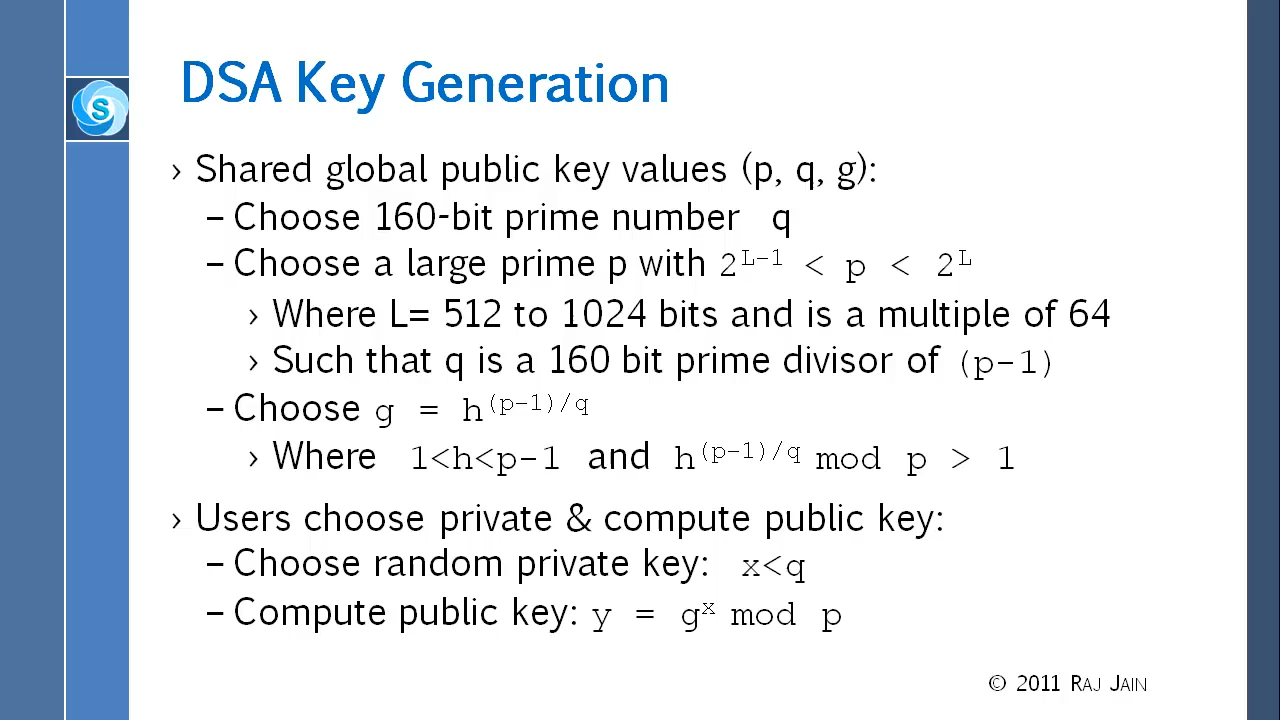 DSA Key Generation
S
› Shared global public key values (p, q, g):
– Choose 160-bit prime number q
– Choose a large prime p with 2^L-1 < p < 2^L
› Where L= 512 to 1024 bits and is a multiple of 64
› Such that q is a 160 bit prime divisor of (p-1)
– Choose g = h^(p-1)/q
› Where 1<h<p-1 and h^(p-1)/q mod p > 1
› Users choose private & compute public key:
– Choose random private key: x<q
– Compute public key: y = g^x mod p
© 2011 RAJ JAIN